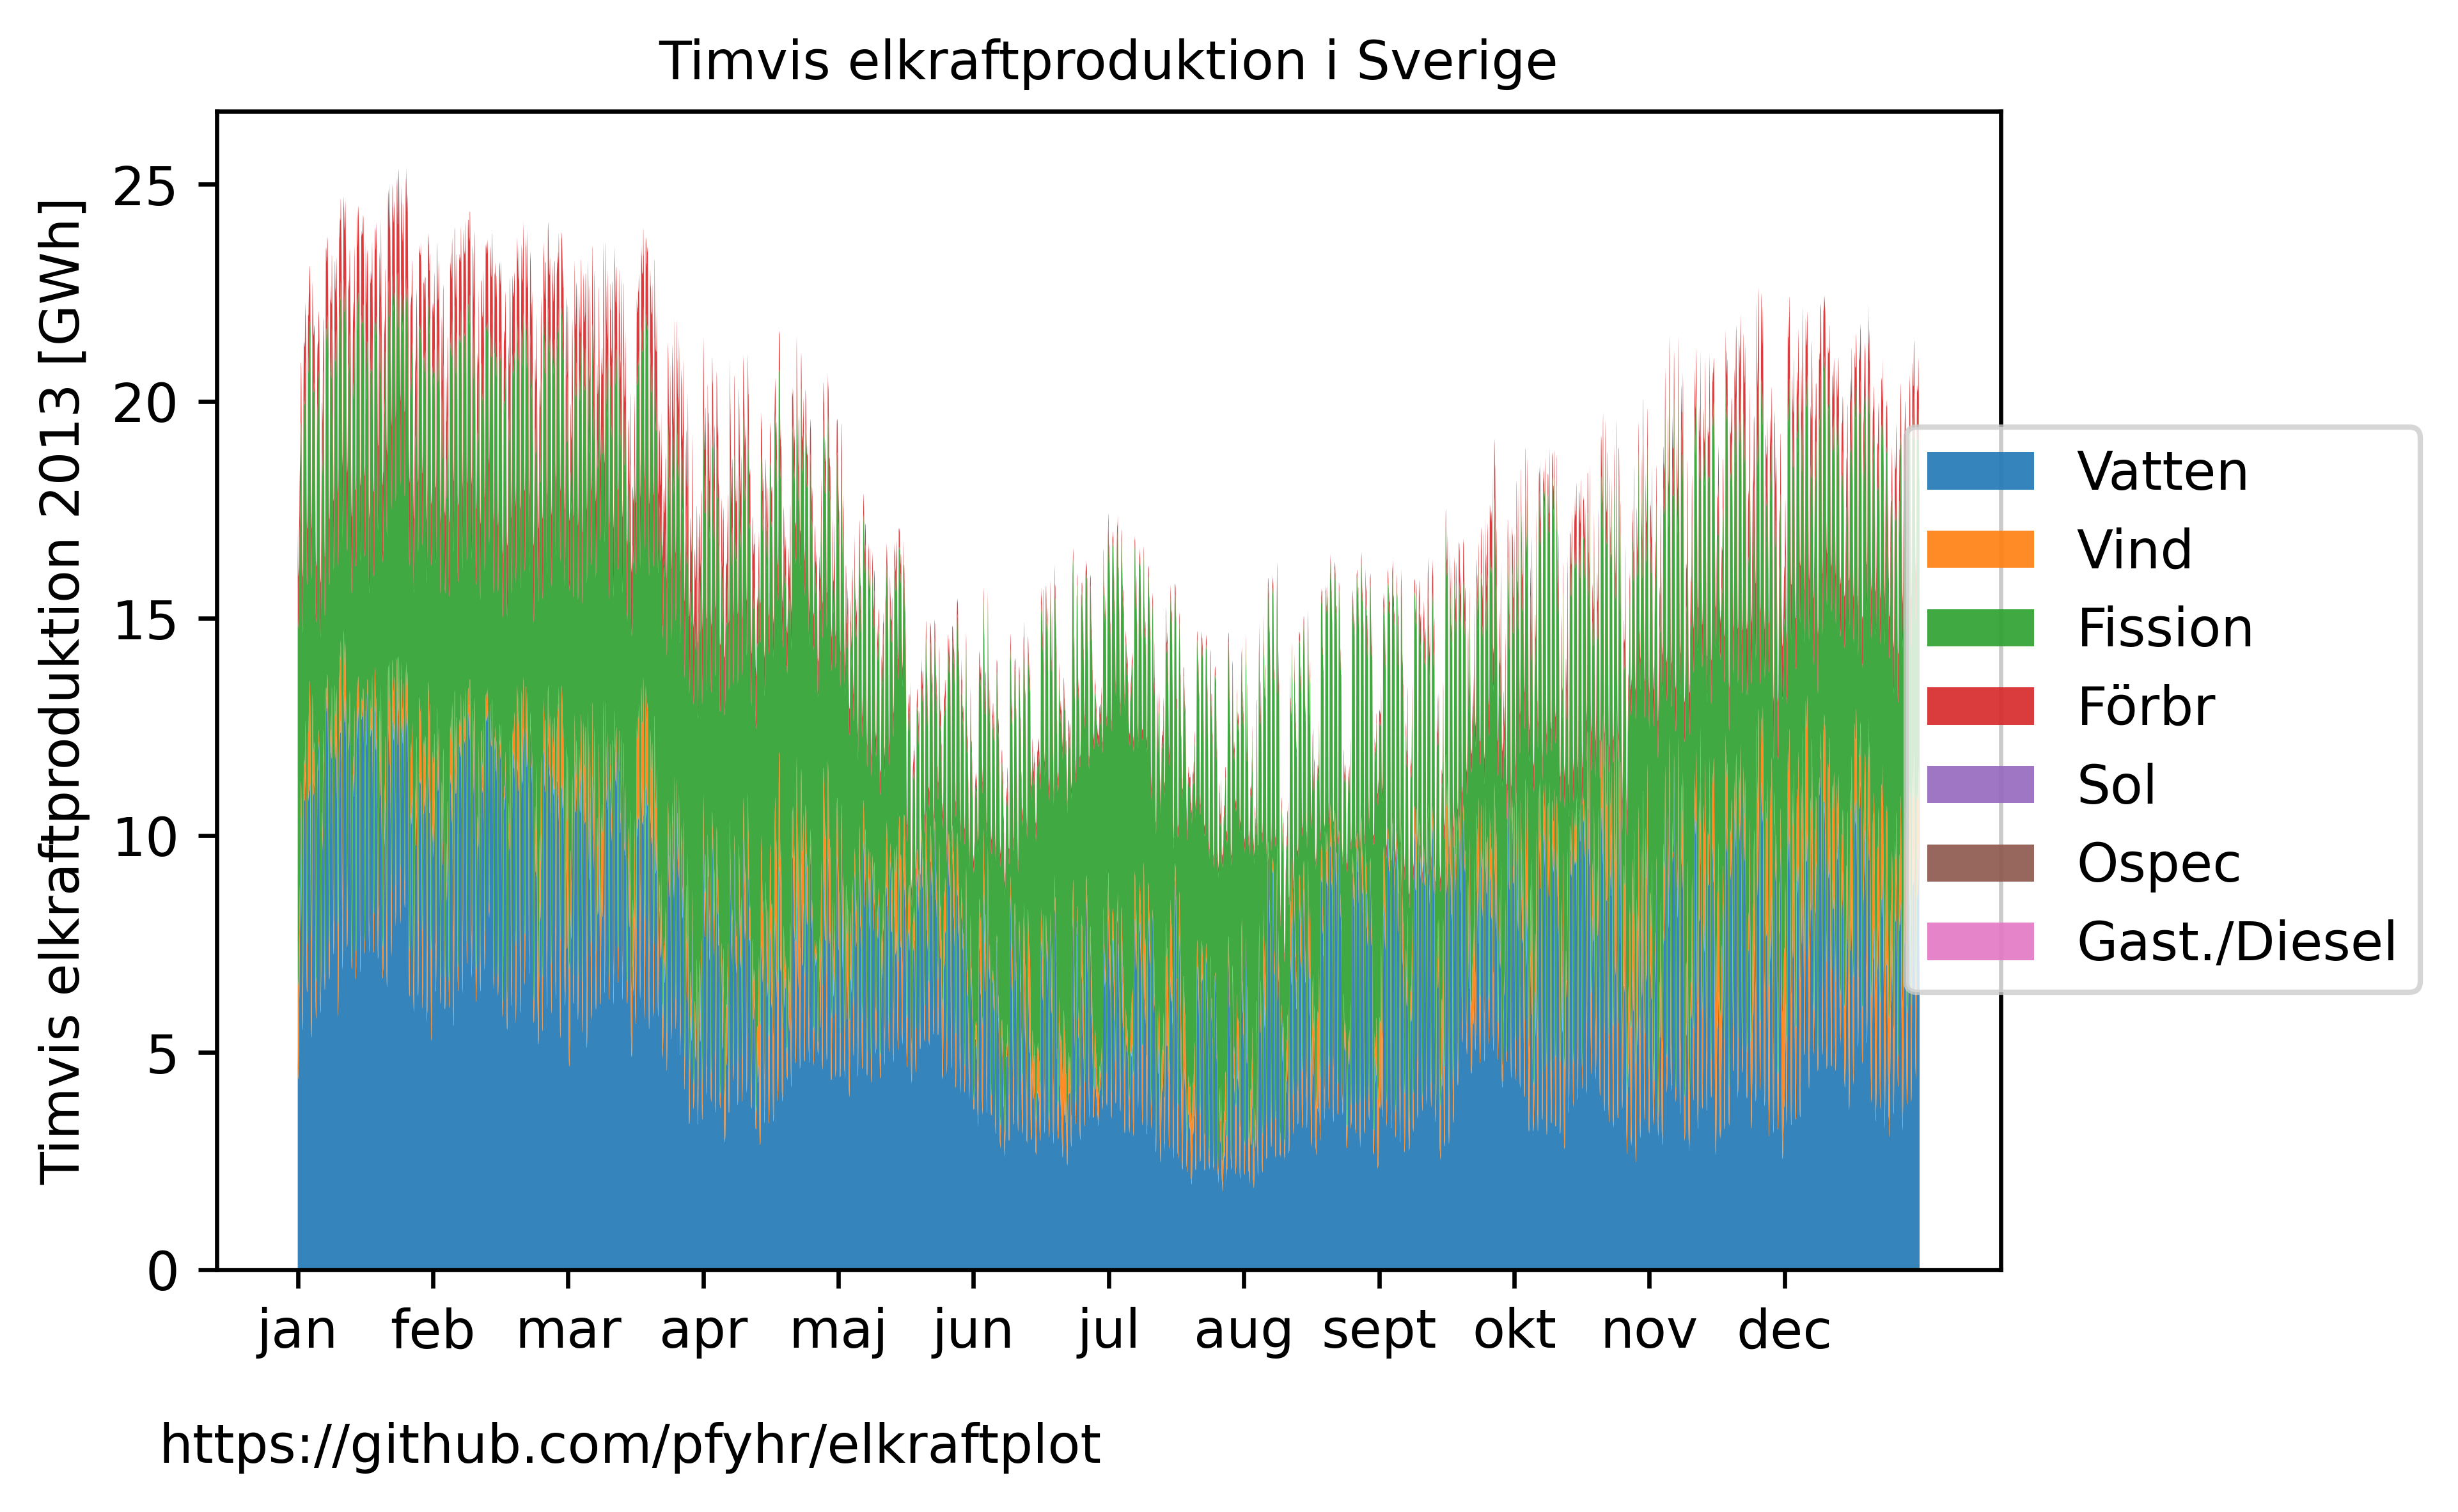 Timvis elkraftproduktion i Sverige
Timvis elkraftproduktion 2013 [GWh]
25
20
15
10
5
0
jan feb mar apr maj jun jul aug sept okt nov dec
Vatten
Vind
Fission
Förbr
Sol
Ospec
Gast./Diesel
https://github.com/pfyhr/elkraftplot